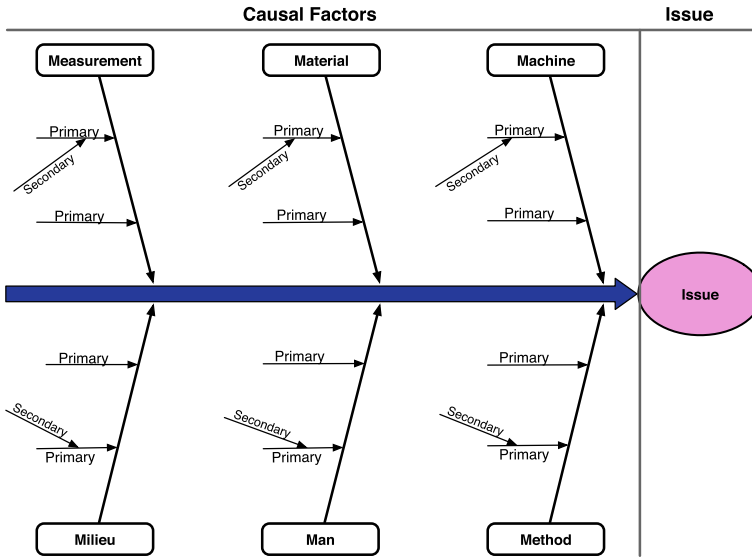 Causal Factors
Issue
Measurement
Material
Machine
Primary
Primary
Primary
Secondary
Secondary
Secondary
Primary
Primary
Primary
Issue
Primary
Primary
Primary
Secondary
Secondary
Secondary
Primary
Primary
Primary
Milieu
Man
Method